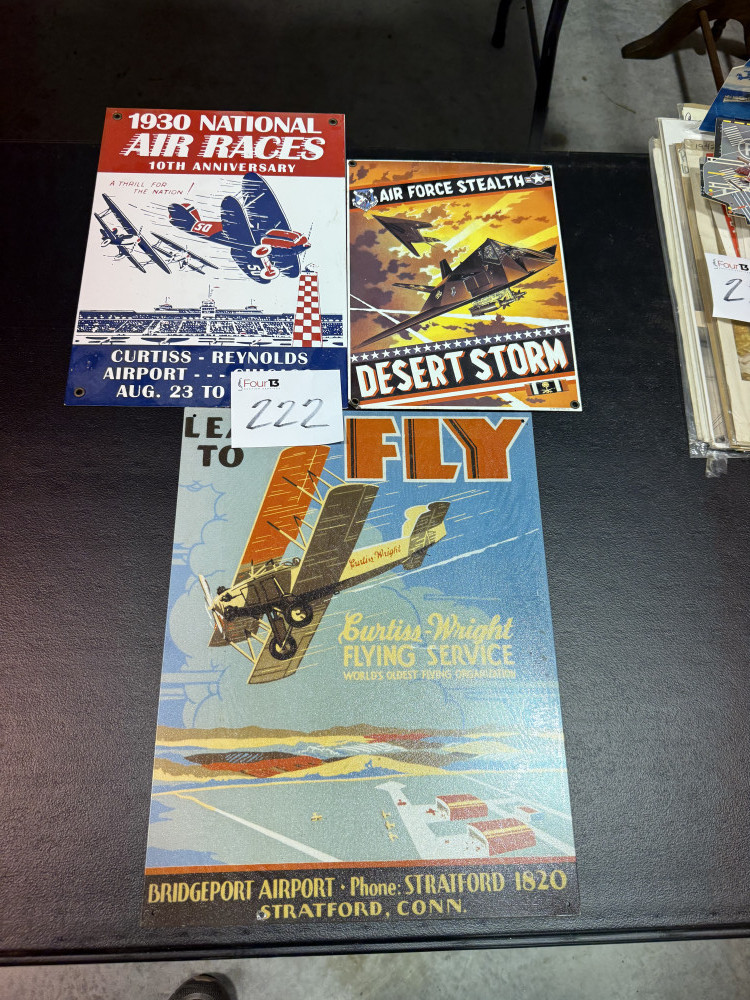 1930 NATIONAL
AIR RACES
10TH ANNIVERSARY
A THRILL FOR
THE NATION!
CURTISS - REYNOLDS
AIRPORT - - -
AUG. 23 TO
AIR FORCE STEALTH
DESERT STORM
Four13
222
TO
FLY
Curtiss-Wright
Curtiss-Wright
FLYING SERVICE
WORLD'S OLDEST FLYING ORGANIZATION
BRIDGEPORT AIRPORT · Phone: STRATFORD 1820
STRATFORD, CONN.
Four13
2